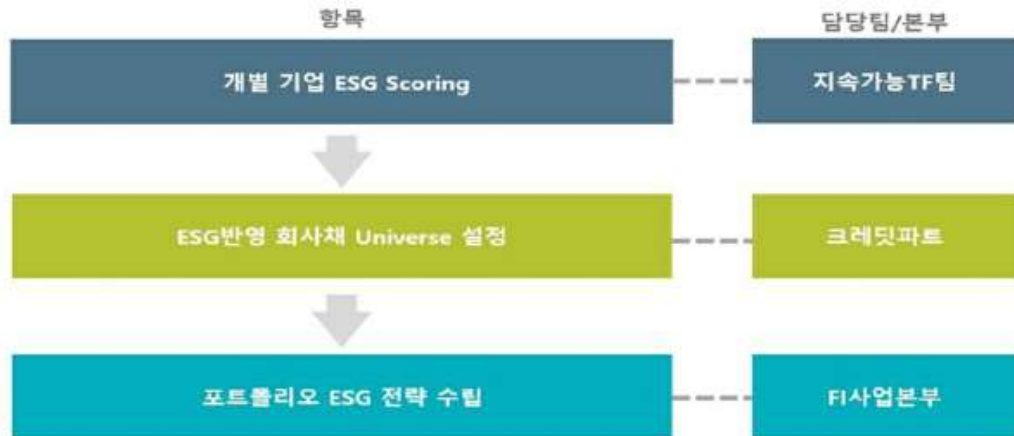 항목
담당팀/본부
개별 기업 ESG Scoring
지속가능TF팀
ESG반영 회사채 Universe 설정
크레딧파트
포트폴리오 ESG 전략 수립
FI사업본부